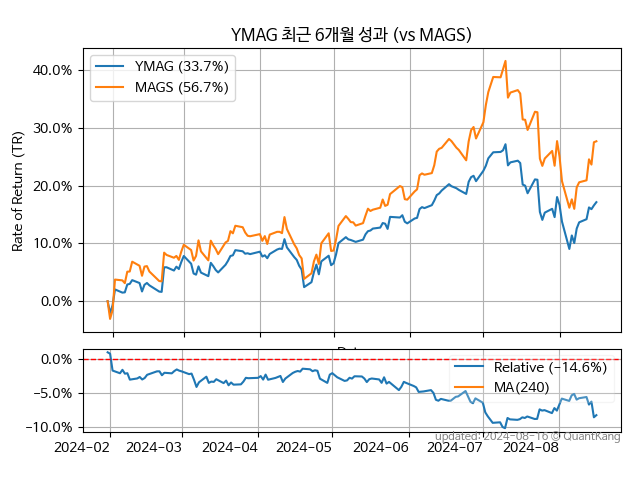 YMAG 최근 6개월 성과 (vs MAGS)
YMAG (33.7%)
MAGS (56.7%)
Rate of Return (TR)
40.0%
30.0%
20.0%
10.0%
0.0%
Relative (−14.6%)
MA(240)
0.0%
−5.0%
−10.0%
2024−02
2024−03
2024−04
2024−05
2024−06
2024−07
2024−08
updated: 2024−08−16 © QuantKang